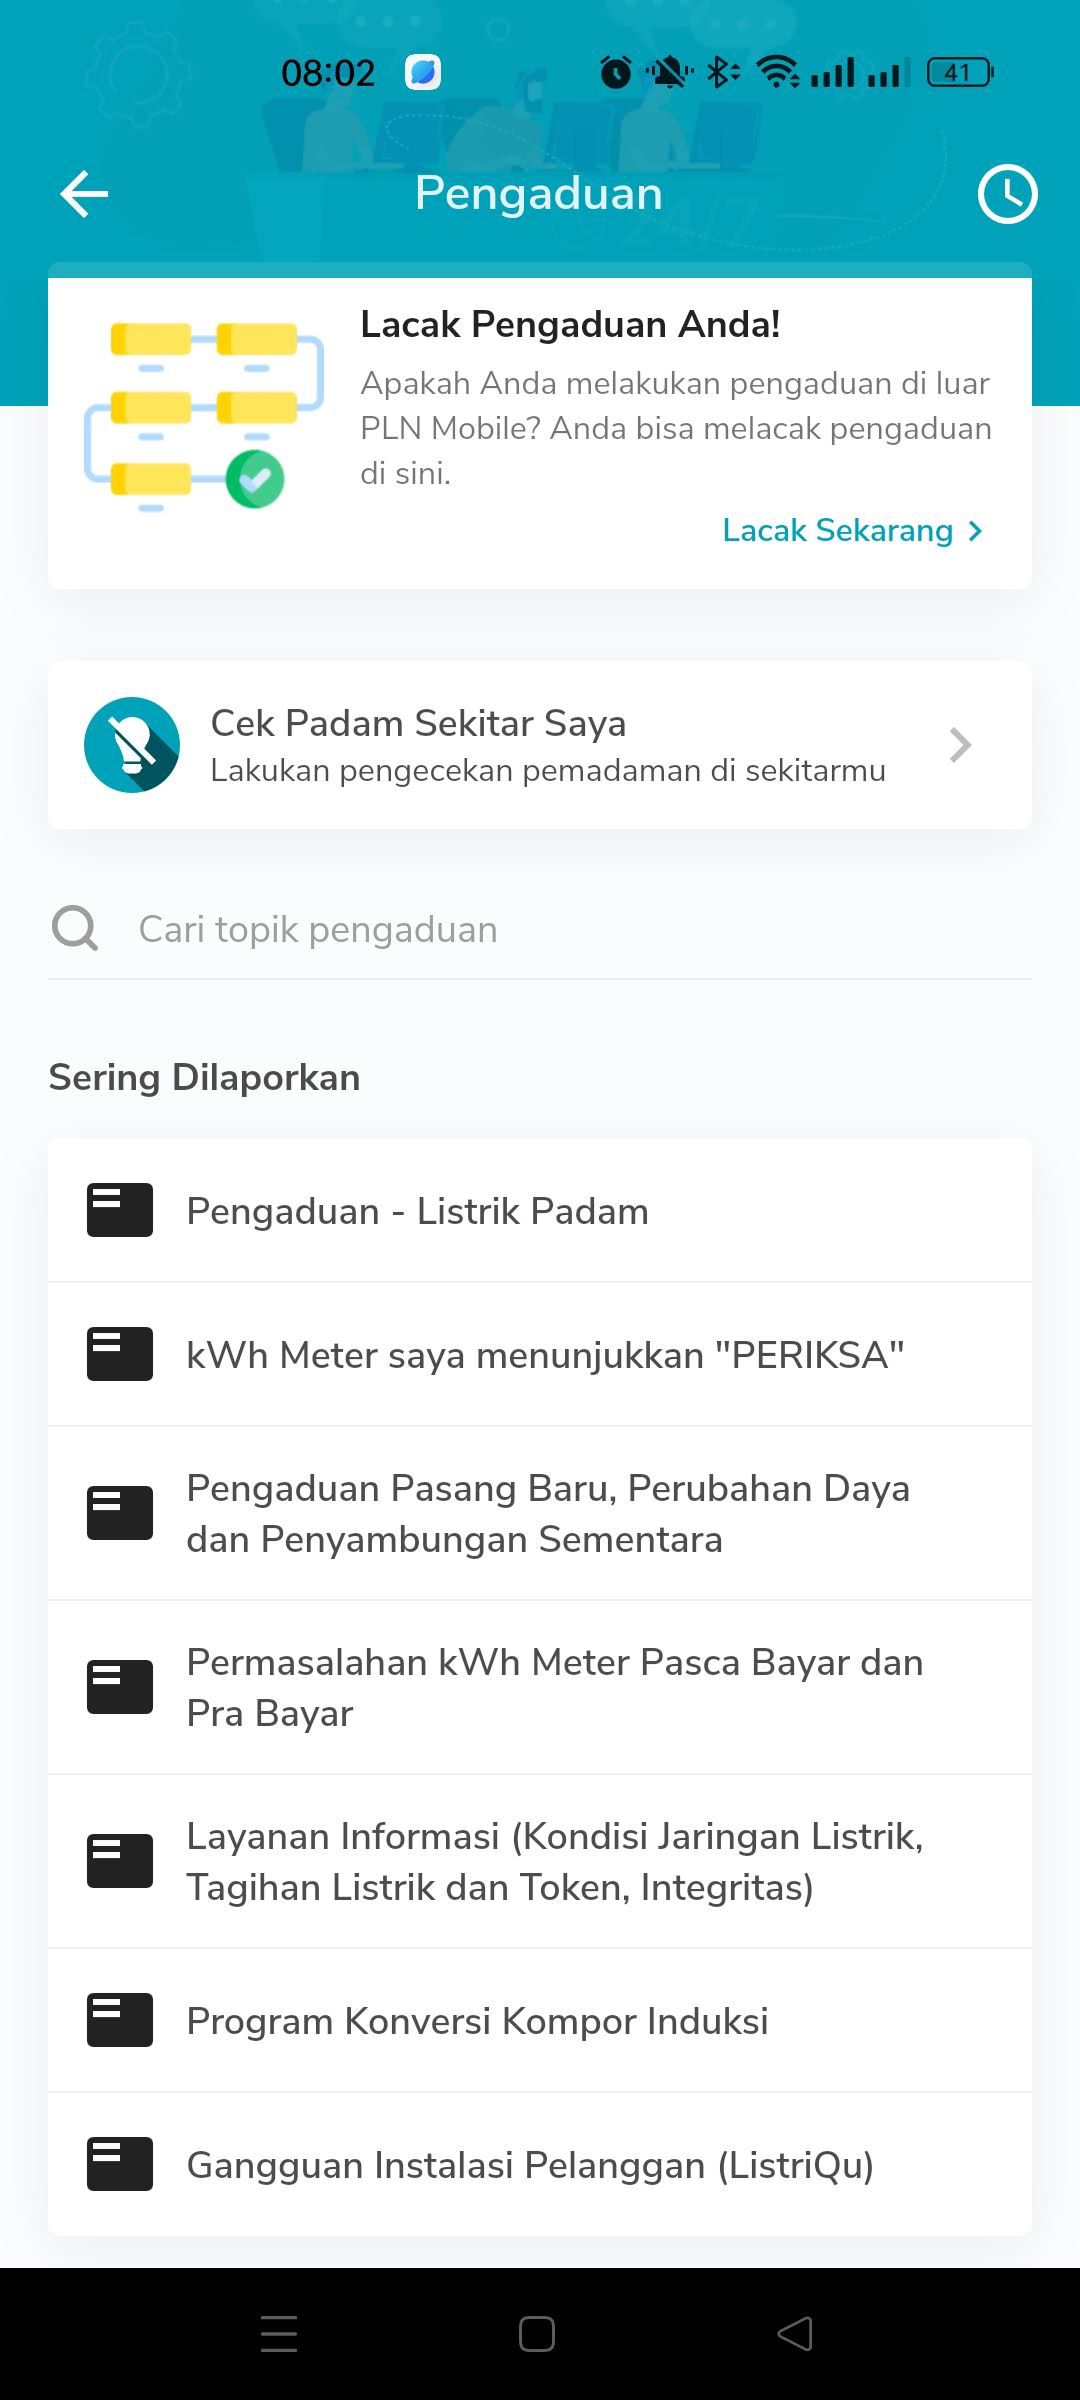 08:02
41
Pengaduan
24/7
Lacak Pengaduan Anda!
Apakah Anda melakukan pengaduan di luar
PLN Mobile? Anda bisa melacak pengaduan
di sini.
Lacak Sekarang
Cek Padam Sekitar Saya
Lakukan pengecekan pemadaman di sekitarmu
Cari topik pengaduan
Sering Dilaporkan
Pengaduan - Listrik Padam
kWh Meter saya menunjukkan "PERIKSA"
Pengaduan Pasang Baru, Perubahan Daya
dan Penyambungan Sementara
Permasalahan kWh Meter Pasca Bayar dan
Pra Bayar
Layanan Informasi (Kondisi Jaringan Listrik,
Tagihan Listrik dan Token, Integritas)
Program Konversi Kompor Induksi
Gangguan Instalasi Pelanggan (ListriQu)